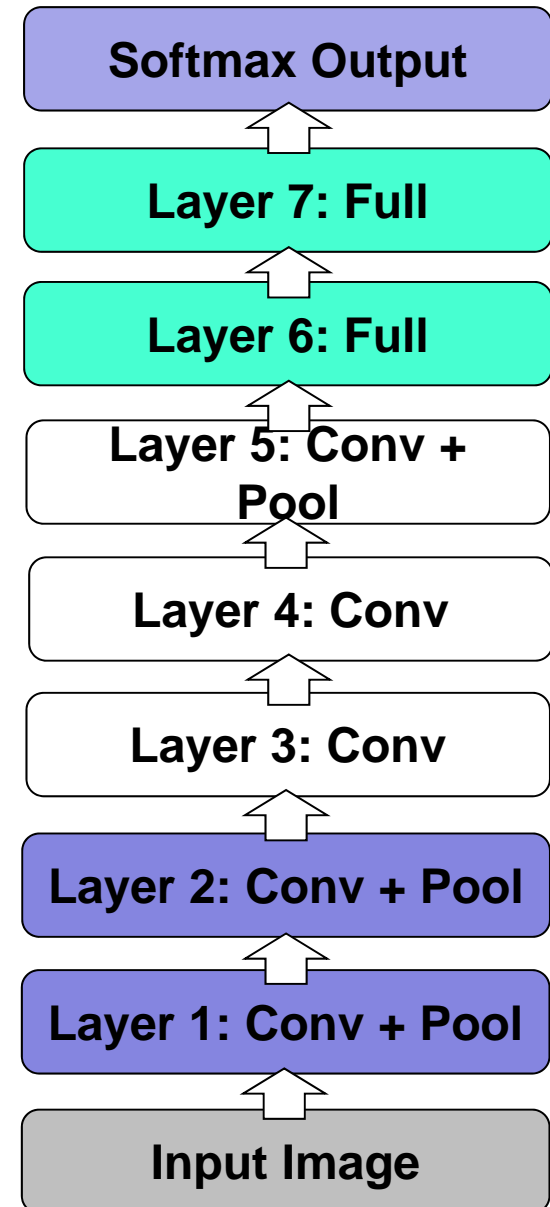 Softmax Output
Layer 7: Full
Layer 6: Full
Layer 5: Conv +
Pool
Layer 4: Conv
Layer 3: Conv
Layer 2: Conv + Pool
Layer 1: Conv + Pool
Input Image